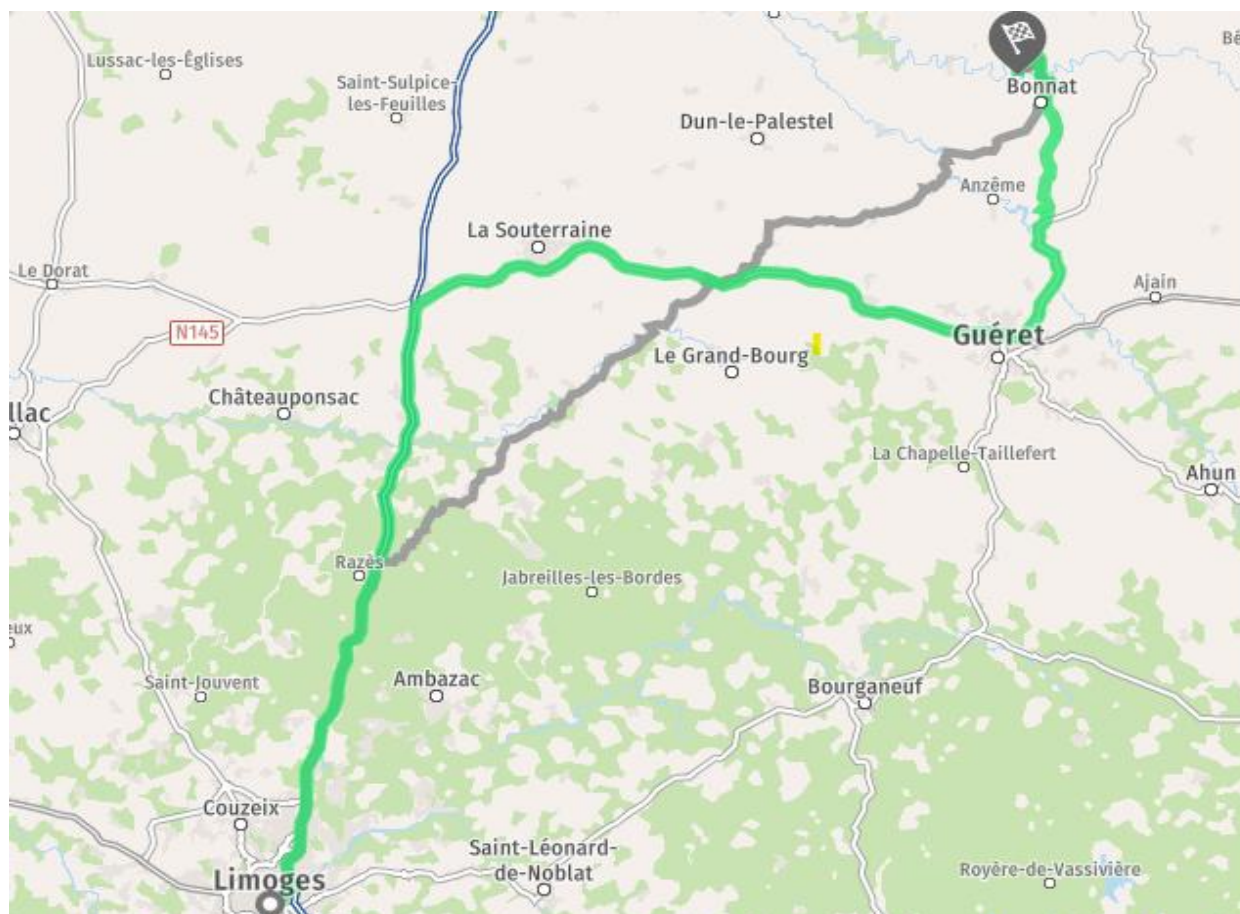 Bê
Lussac-les-Églises
Saint-Sulpice-
les-Feuilles
Bonnat
Dun-le-Palestel
Anzême
La Souterraine
Le Dorat
Ajain
N145
Guéret
Le Grand-Bourg
Châteauponsac
llac
La Chapelle-Taillefert
Ahun
Razès
Jabreilles-les-Bordes
eux
Ambazac
Saint-Jouvent
Bourganeuf
Couzeix
Saint-Léonard-
de-Noblat
Limoges
Royère-de-Vassivière